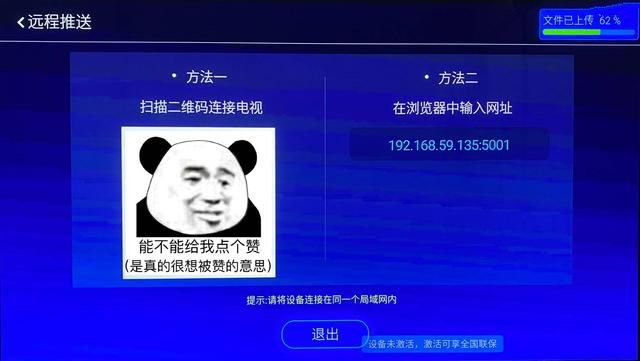 远程推送
文件已上传 62 %
• 方法一
扫描二维码连接电视
能不能给我点个赞
(是真的很想被赞的意思)
• 方法二
在浏览器中输入网址
192.168.59.135:5001
提示:请将设备连接在同一个局域网内
退出
设备未激活，激活可享全国联保